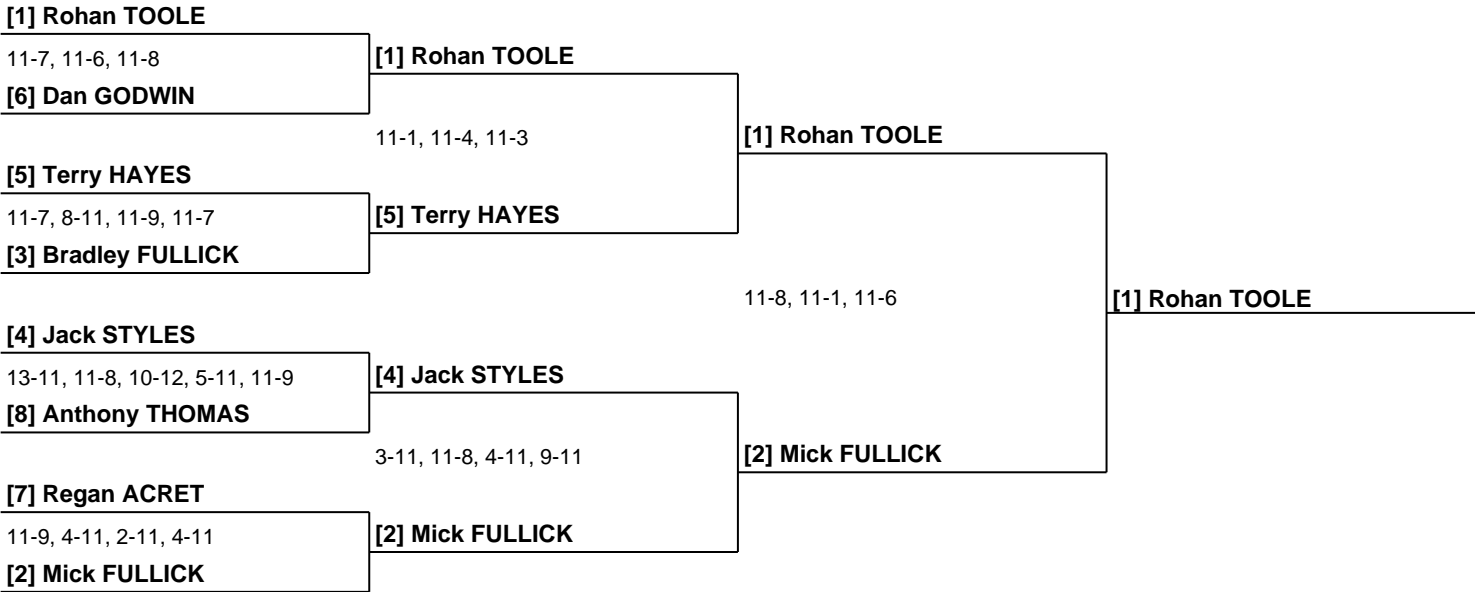 [1] Rohan TOOLE
11-7, 11-6, 11-8
[1] Rohan TOOLE
[6] Dan GODWIN
11-1, 11-4, 11-3
[1] Rohan TOOLE
[5] Terry HAYES
11-7, 8-11, 11-9, 11-7
[5] Terry HAYES
[3] Bradley FULLICK
11-8, 11-1, 11-6
[1] Rohan TOOLE
[4] Jack STYLES
13-11, 11-8, 10-12, 5-11, 11-9
[4] Jack STYLES
[8] Anthony THOMAS
3-11, 11-8, 4-11, 9-11
[2] Mick FULLICK
[7] Regan ACRET
11-9, 4-11, 2-11, 4-11
[2] Mick FULLICK
[2] Mick FULLICK